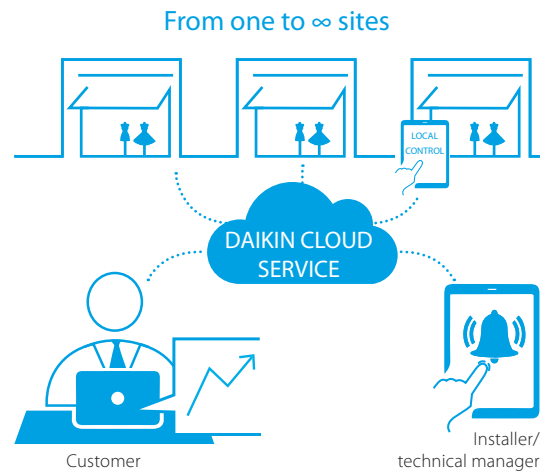 From one to ∞ sites
LOCAL
CONTROL
DAIKIN CLOUD
SERVICE
Customer
Installer/
technical manager